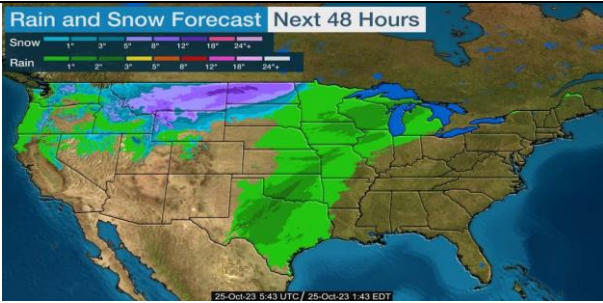 Rain and Snow Forecast Next 48 Hours
Snow 1" 3" 5" 8" 12" 18" 24"+
Rain 1" 2" 3" 5" 8" 12" 18" 24"+
25-Oct-23 5:43 UTC / 25-Oct-23 1:43 EDT